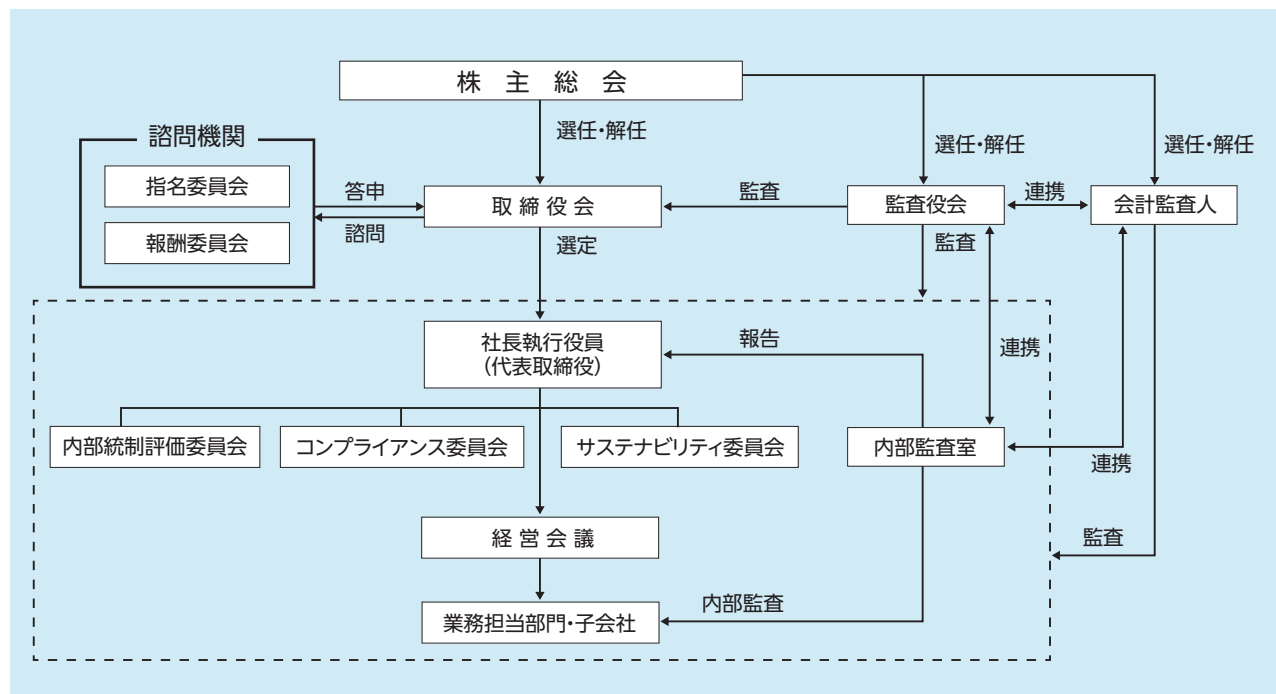 株主総会
選任・解任
選任・解任
選任・解任
諮問機関
指名委員会
報酬委員会
答申
諮問
取締役会
監査
監査役会
連携
会計監査人
選定
監査
社長執行役員
(代表取締役)
報告
連携
内部統制評価委員会
コンプライアンス委員会
サステナビリティ委員会
内部監査室
連携
経営会議
監査
業務担当部門・子会社
内部監査